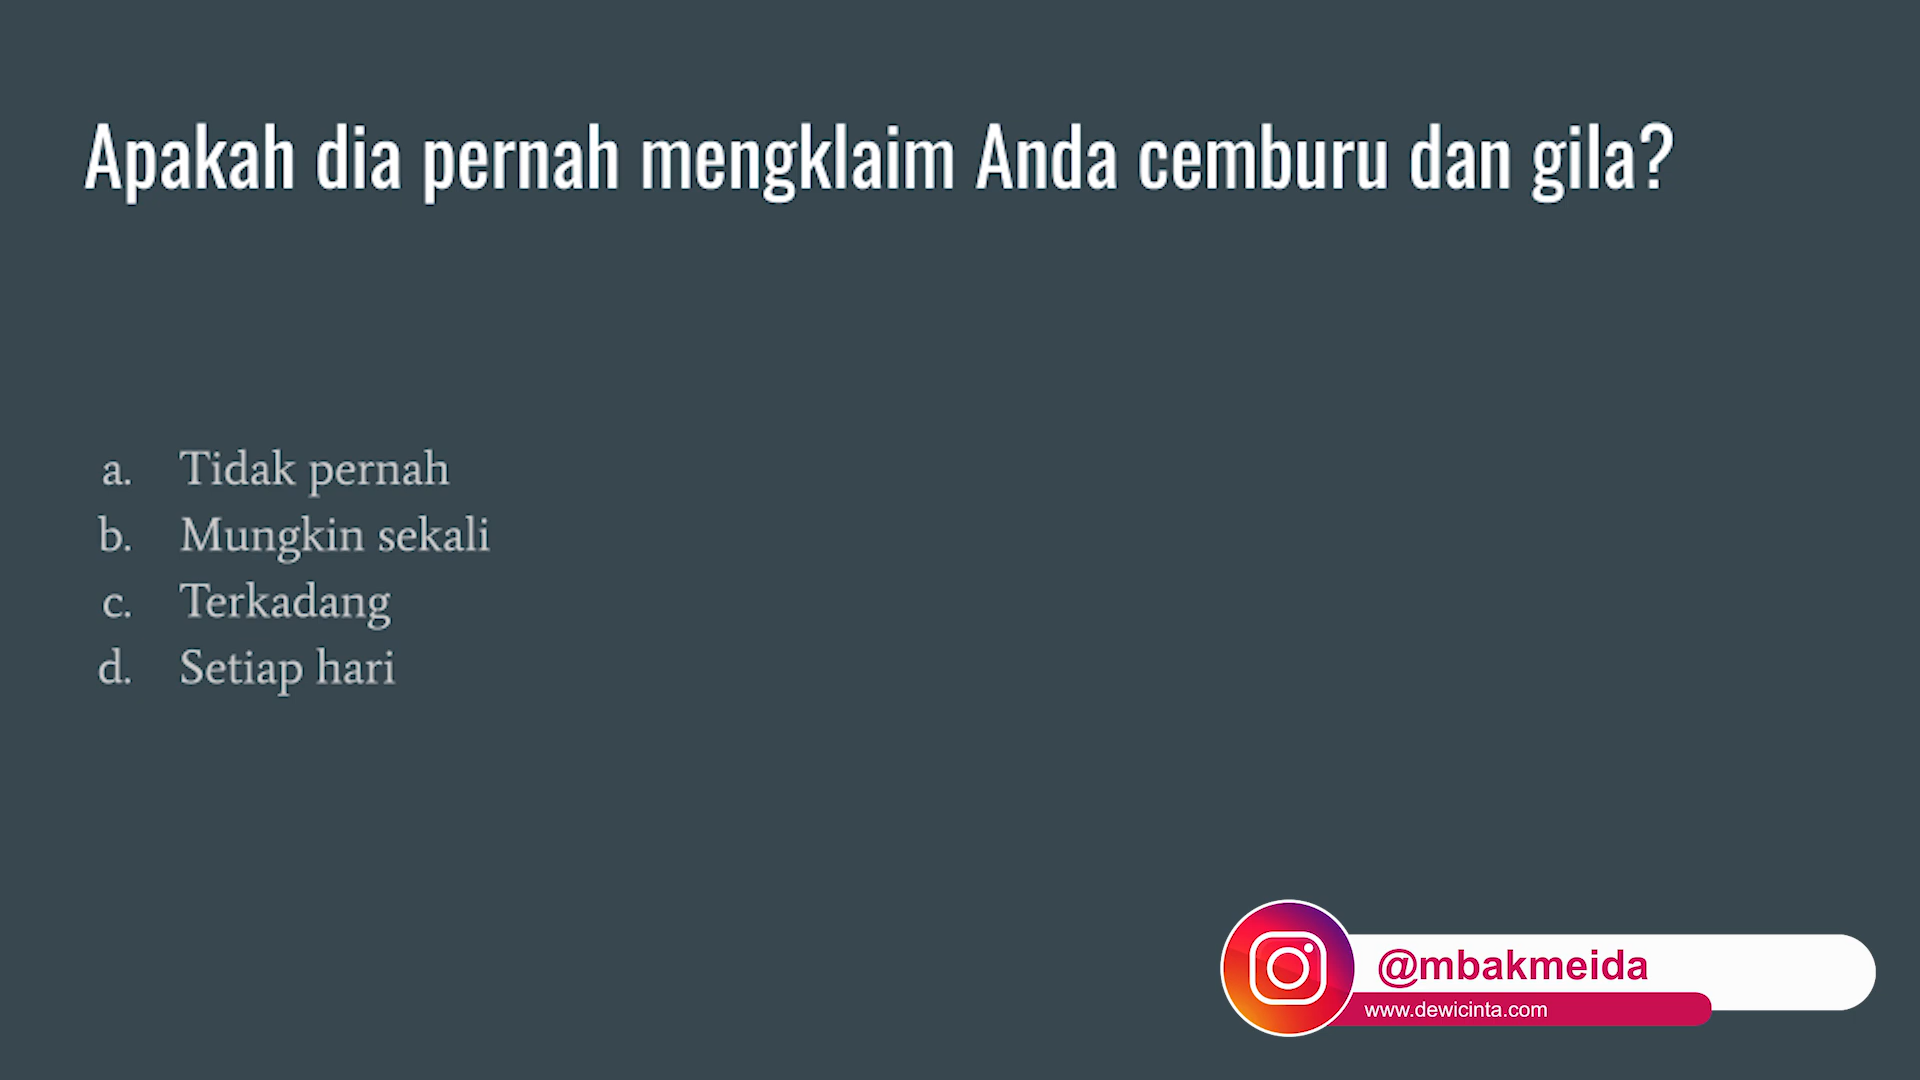 Apakah dia pernah mengklaim Anda cemburu dan gila?
a. Tidak pernah
b. Mungkin sekali
c. Terkadang
d. Setiap hari
@mbakmeida
www.dewicinta.com